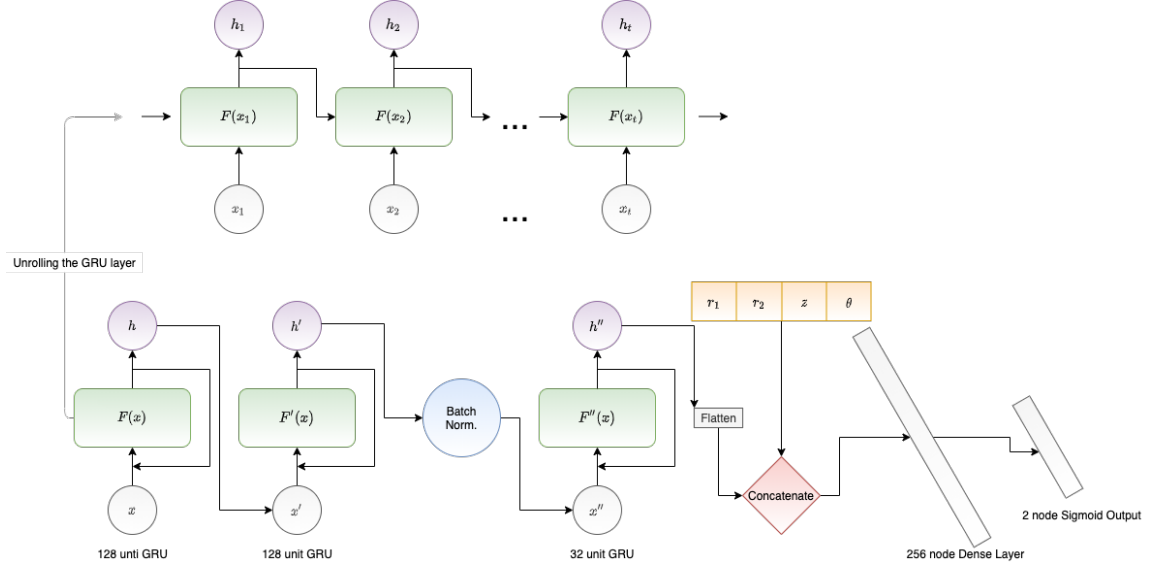 h₁
h₂
hₜ
F(x₁)
F(x₂)
...
F(xₜ)
x₁
x₂
...
xₜ
Unrolling the GRU layer
r₁ r₂ z θ
h
h′
h″
F(x)
F′(x)
Batch
Norm.
F″(x)
Flatten
Concatenate
x
x′
x″
2 node Sigmoid Output
128 unti GRU
128 unit GRU
32 unit GRU
256 node Dense Layer